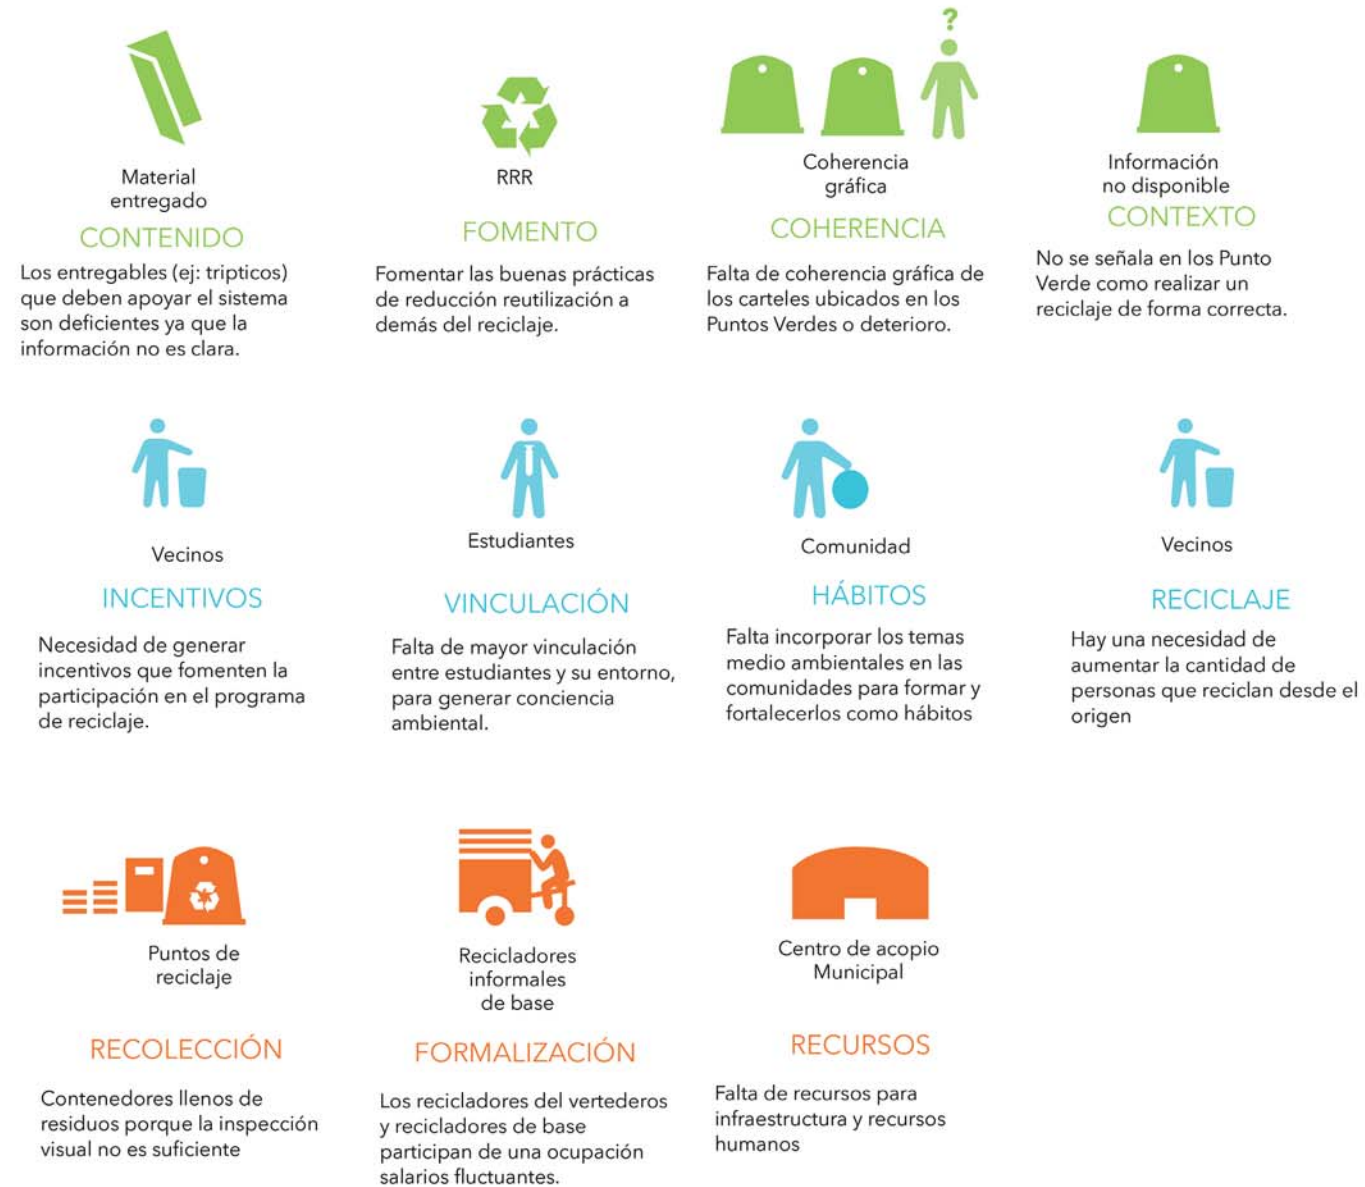 ?
Material
entregado
CONTENIDO
Los entregables (ej: tripticos)
que deben apoyar el sistema
son deficientes ya que la
información no es clara.
RRR
FOMENTO
Fomentar las buenas prácticas
de reducción reutilización a
demás del reciclaje.
Coherencia
gráfica
COHERENCIA
Falta de coherencia gráfica de
los carteles ubicados en los
Puntos Verdes o deterioro.
Información
no disponible
CONTEXTO
No se señala en los Punto
Verde como realizar un
reciclaje de forma correcta.
Vecinos
INCENTIVOS
Necesidad de generar
incentivos que fomenten la
participación en el programa
de reciclaje.
Estudiantes
VINCULACIÓN
Falta de mayor vinculación
entre estudiantes y su entorno,
para generar conciencia
ambiental.
Comunidad
HÁBITOS
Falta incorporar los temas
medio ambientales en las
comunidades para formar y
fortalecerlos como hábitos
Vecinos
RECICLAJE
Hay una necesidad de
aumentar la cantidad de
personas que reciclan desde el
origen
Puntos de
reciclaje
RECOLECCIÓN
Contenedores llenos de
residuos porque la inspección
visual no es suficiente
Recicladores
informales
de base
FORMALIZACIÓN
Los recicladores del vertederos
y recicladores de base
participan de una ocupación
salarios fluctuantes.
Centro de acopio
Municipal
RECURSOS
Falta de recursos para
infraestructura y recursos
humanos